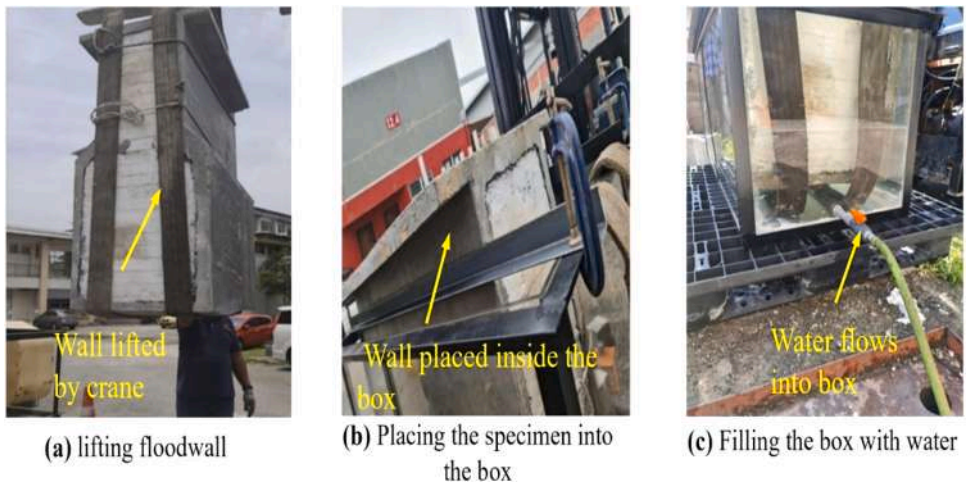 Wall lifted
by crane
(a) lifting floodwall
Wall placed inside the
box
(b) Placing the specimen into
the box
Water flows
into box
(c) Filling the box with water